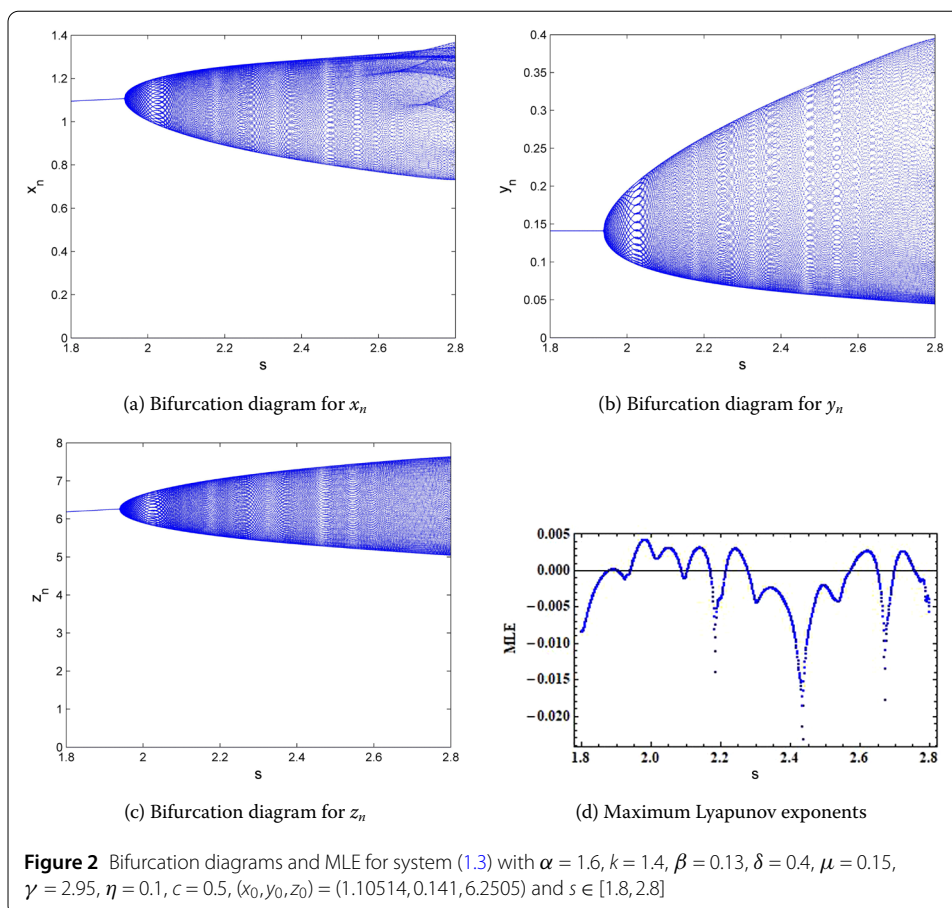 1.4
1.2
1
0.8
0.6
0.4
0.2
0
x_n
1.8 2 2.2 2.4 2.6 2.8
s
(a) Bifurcation diagram for xₙ
0.4
0.35
0.3
0.25
0.2
0.15
0.1
0.05
0
y_n
1.8 2 2.2 2.4 2.6 2.8
s
(b) Bifurcation diagram for yₙ
8
7
6
5
4
3
2
1
0
z_n
1.8 2 2.2 2.4 2.6 2.8
s
(c) Bifurcation diagram for zₙ
0.005
0.000
−0.005
−0.010
−0.015
−0.020
MLE
1.8 2.0 2.2 2.4 2.6 2.8
s
(d) Maximum Lyapunov exponents
Figure 2 Bifurcation diagrams and MLE for system (1.3) with α = 1.6, k = 1.4, β = 0.13, δ = 0.4, μ = 0.15,
γ = 2.95, η = 0.1, c = 0.5, (x₀, y₀, z₀) = (1.10514, 0.141, 6.2505) and s ∈ [1.8, 2.8]